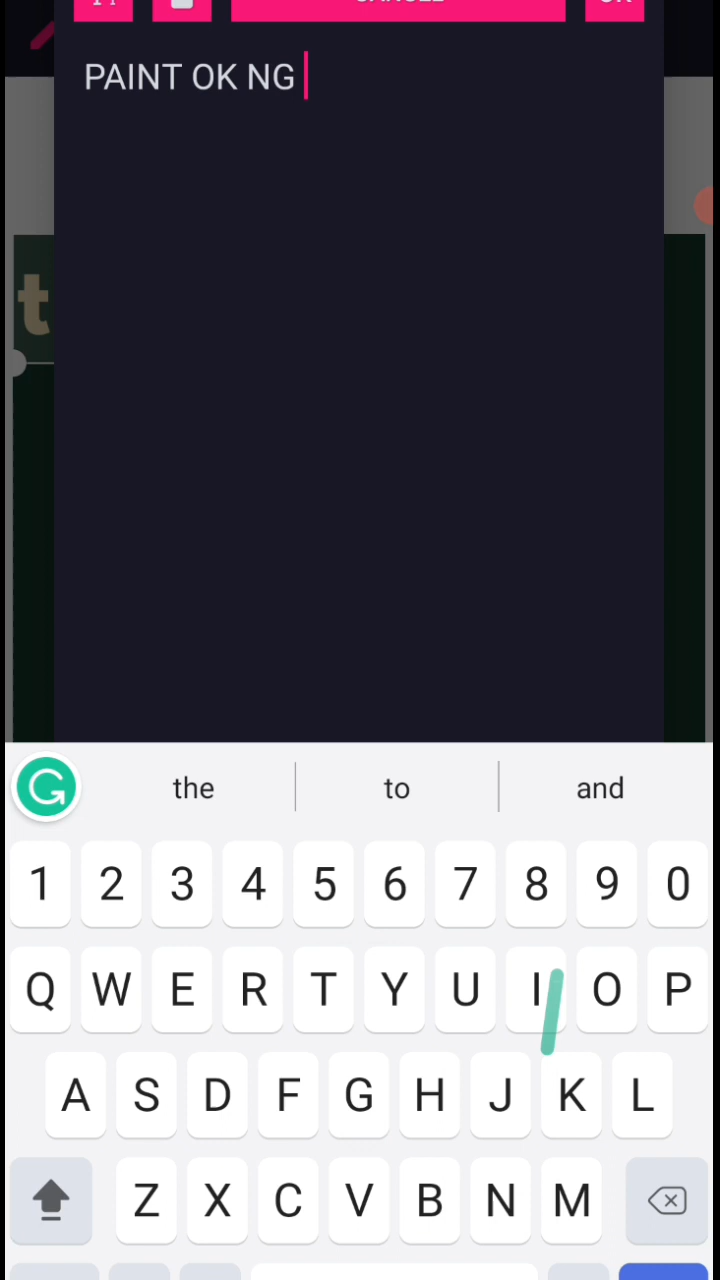 PAINT OK NG
t
the to and
1 2 3 4 5 6 7 8 9 0
Q W E R T Y U I O P
A S D F G H J K L
Z X C V B N M